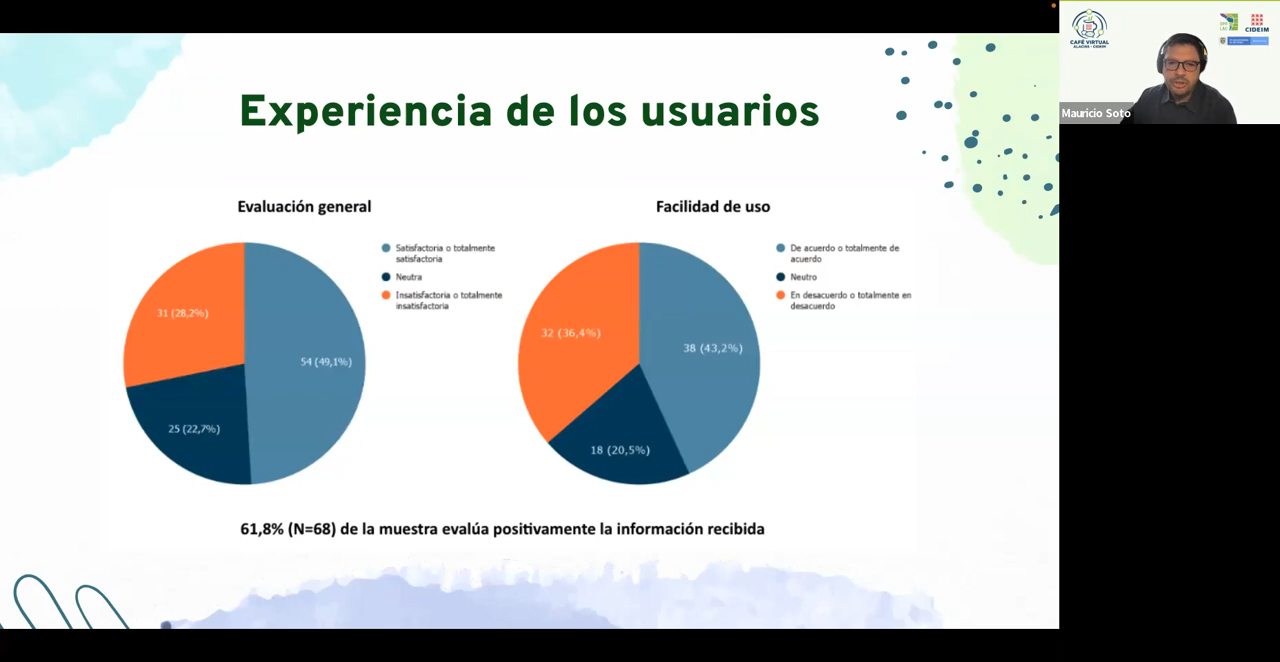 Experiencia de los usuarios
Evaluación general
Satisfactoria o totalmente
satisfactoria
Neutra
Insatisfactoria o totalmente
insatisfactoria
31 (28,2%)
54 (49,1%)
25 (22,7%)
Facilidad de uso
De acuerdo o totalmente de
acuerdo
Neutro
En desacuerdo o totalmente en
desacuerdo
32 (36,4%)
38 (43,2%)
18 (20,5%)
61,8% (N=68) de la muestra evalúa positivamente la información recibida
CAFÉ VIRTUAL
ALACIGS - CIDEIM
CIDEIM
Mauricio Soto